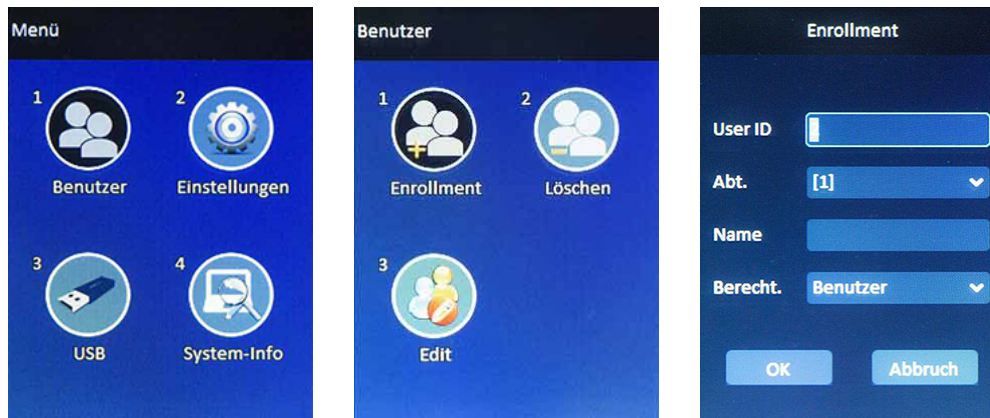 Menü
1
Benutzer
2
Einstellungen
3
USB
4
System-Info
Benutzer
1
Enrollment
2
Löschen
3
Edit
Enrollment
User ID
Abt. [1]
Name
Berecht. Benutzer
OK Abbruch